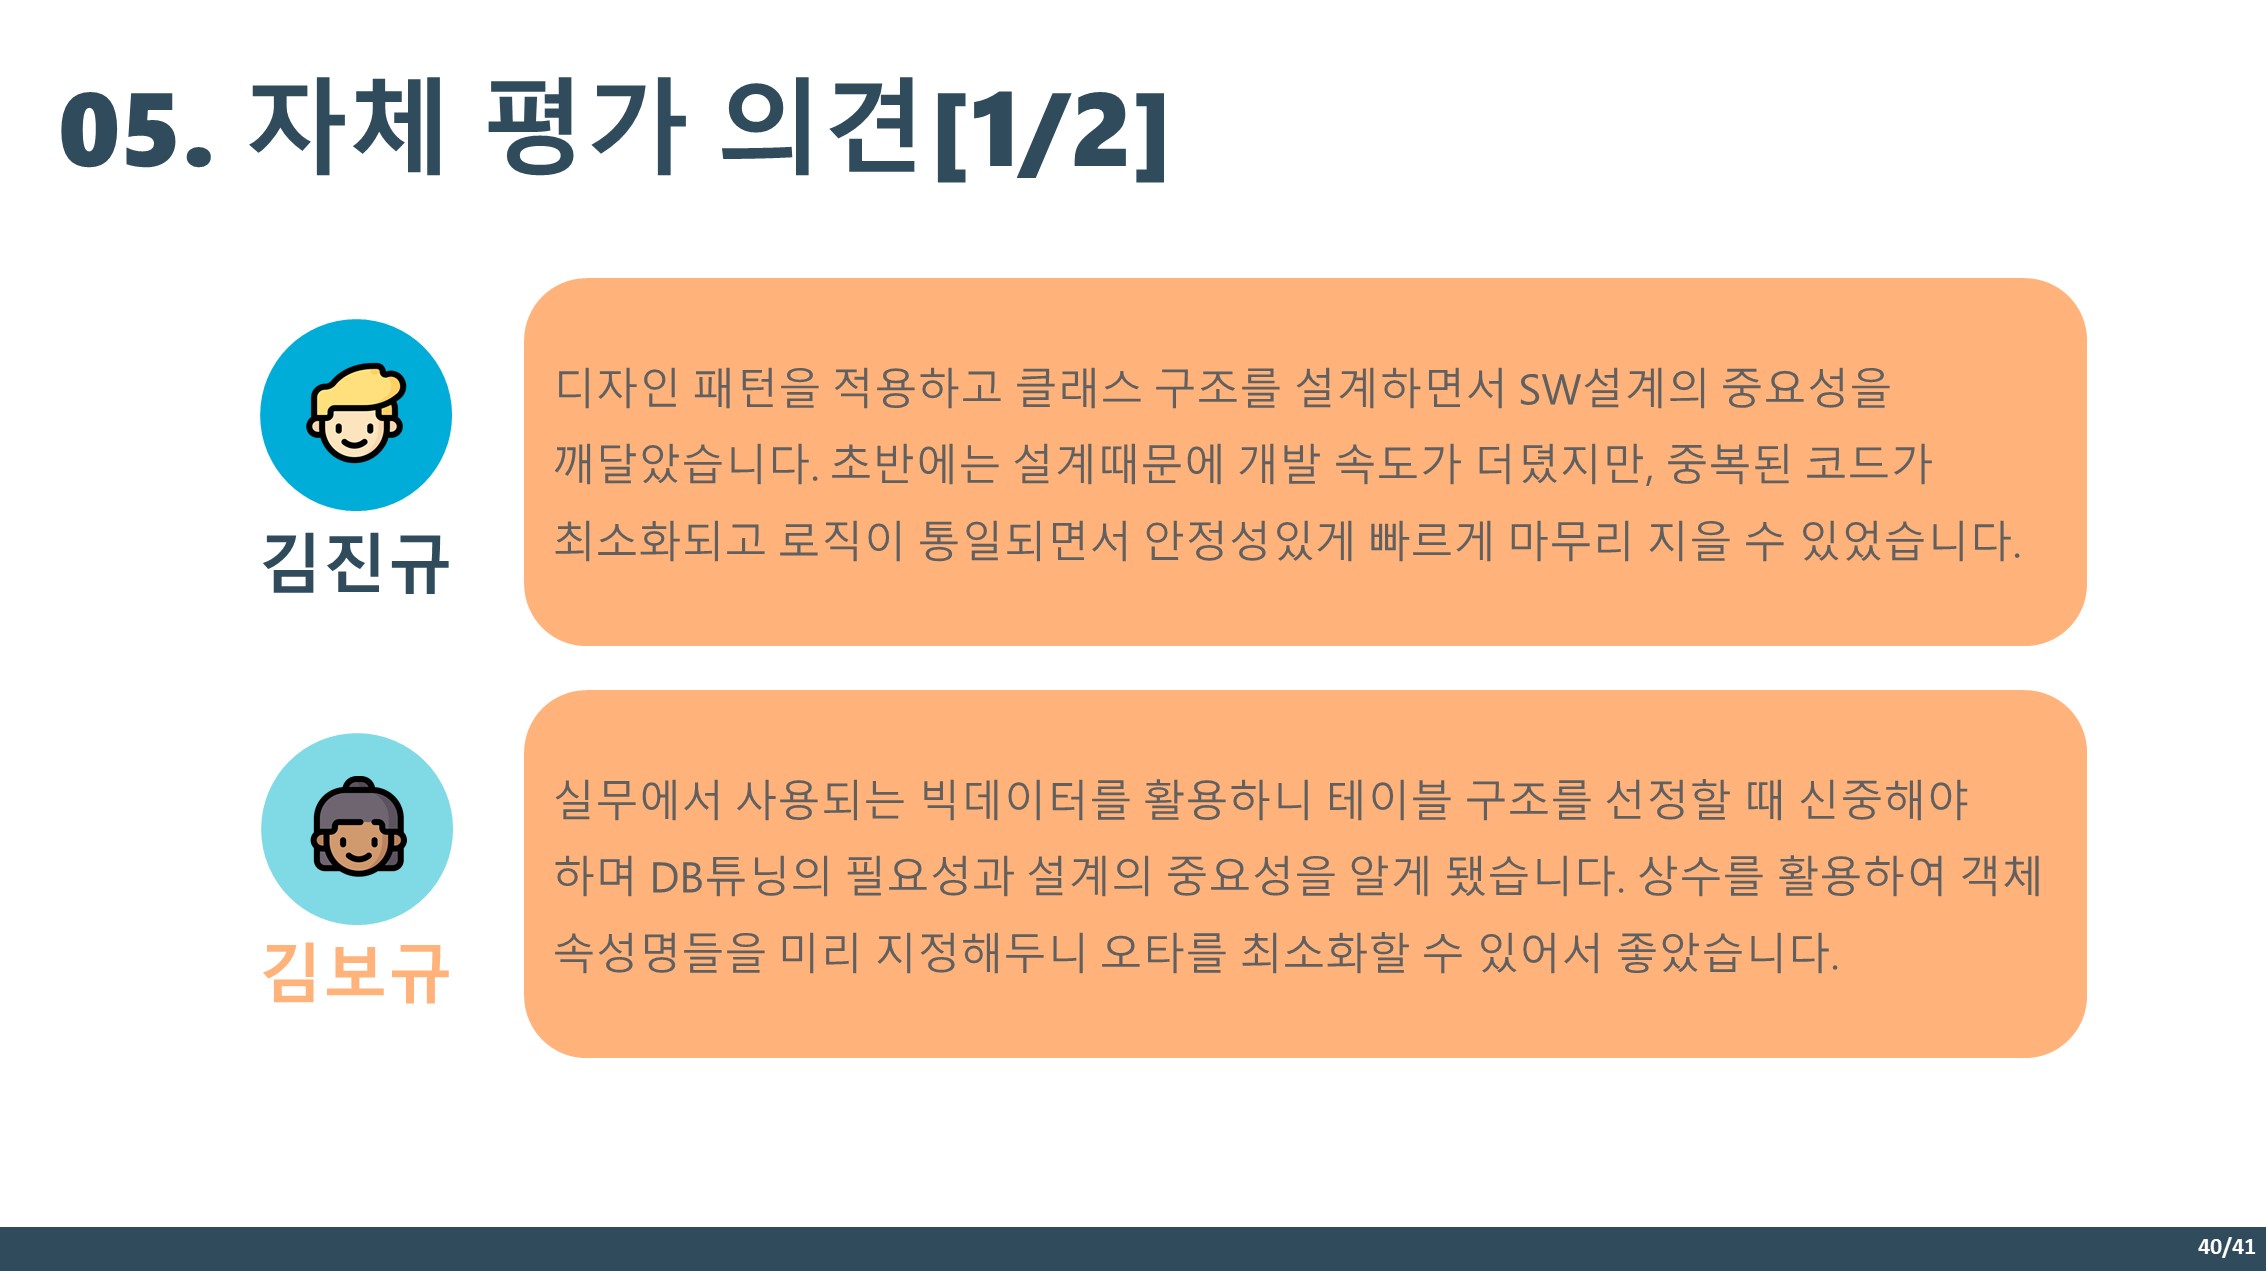 05. 자체 평가 의견[1/2]
디자인 패턴을 적용하고 클래스 구조를 설계하면서 SW설계의 중요성을
깨달았습니다. 초반에는 설계때문에 개발 속도가 더뎠지만, 중복된 코드가
최소화되고 로직이 통일되면서 안정성있게 빠르게 마무리 지을 수 있었습니다.
김진규
실무에서 사용되는 빅데이터를 활용하니 테이블 구조를 선정할 때 신중해야
하며 DB튜닝의 필요성과 설계의 중요성을 알게 됐습니다. 상수를 활용하여 객체
속성명들을 미리 지정해두니 오타를 최소화할 수 있어서 좋았습니다.
김보규
40/41